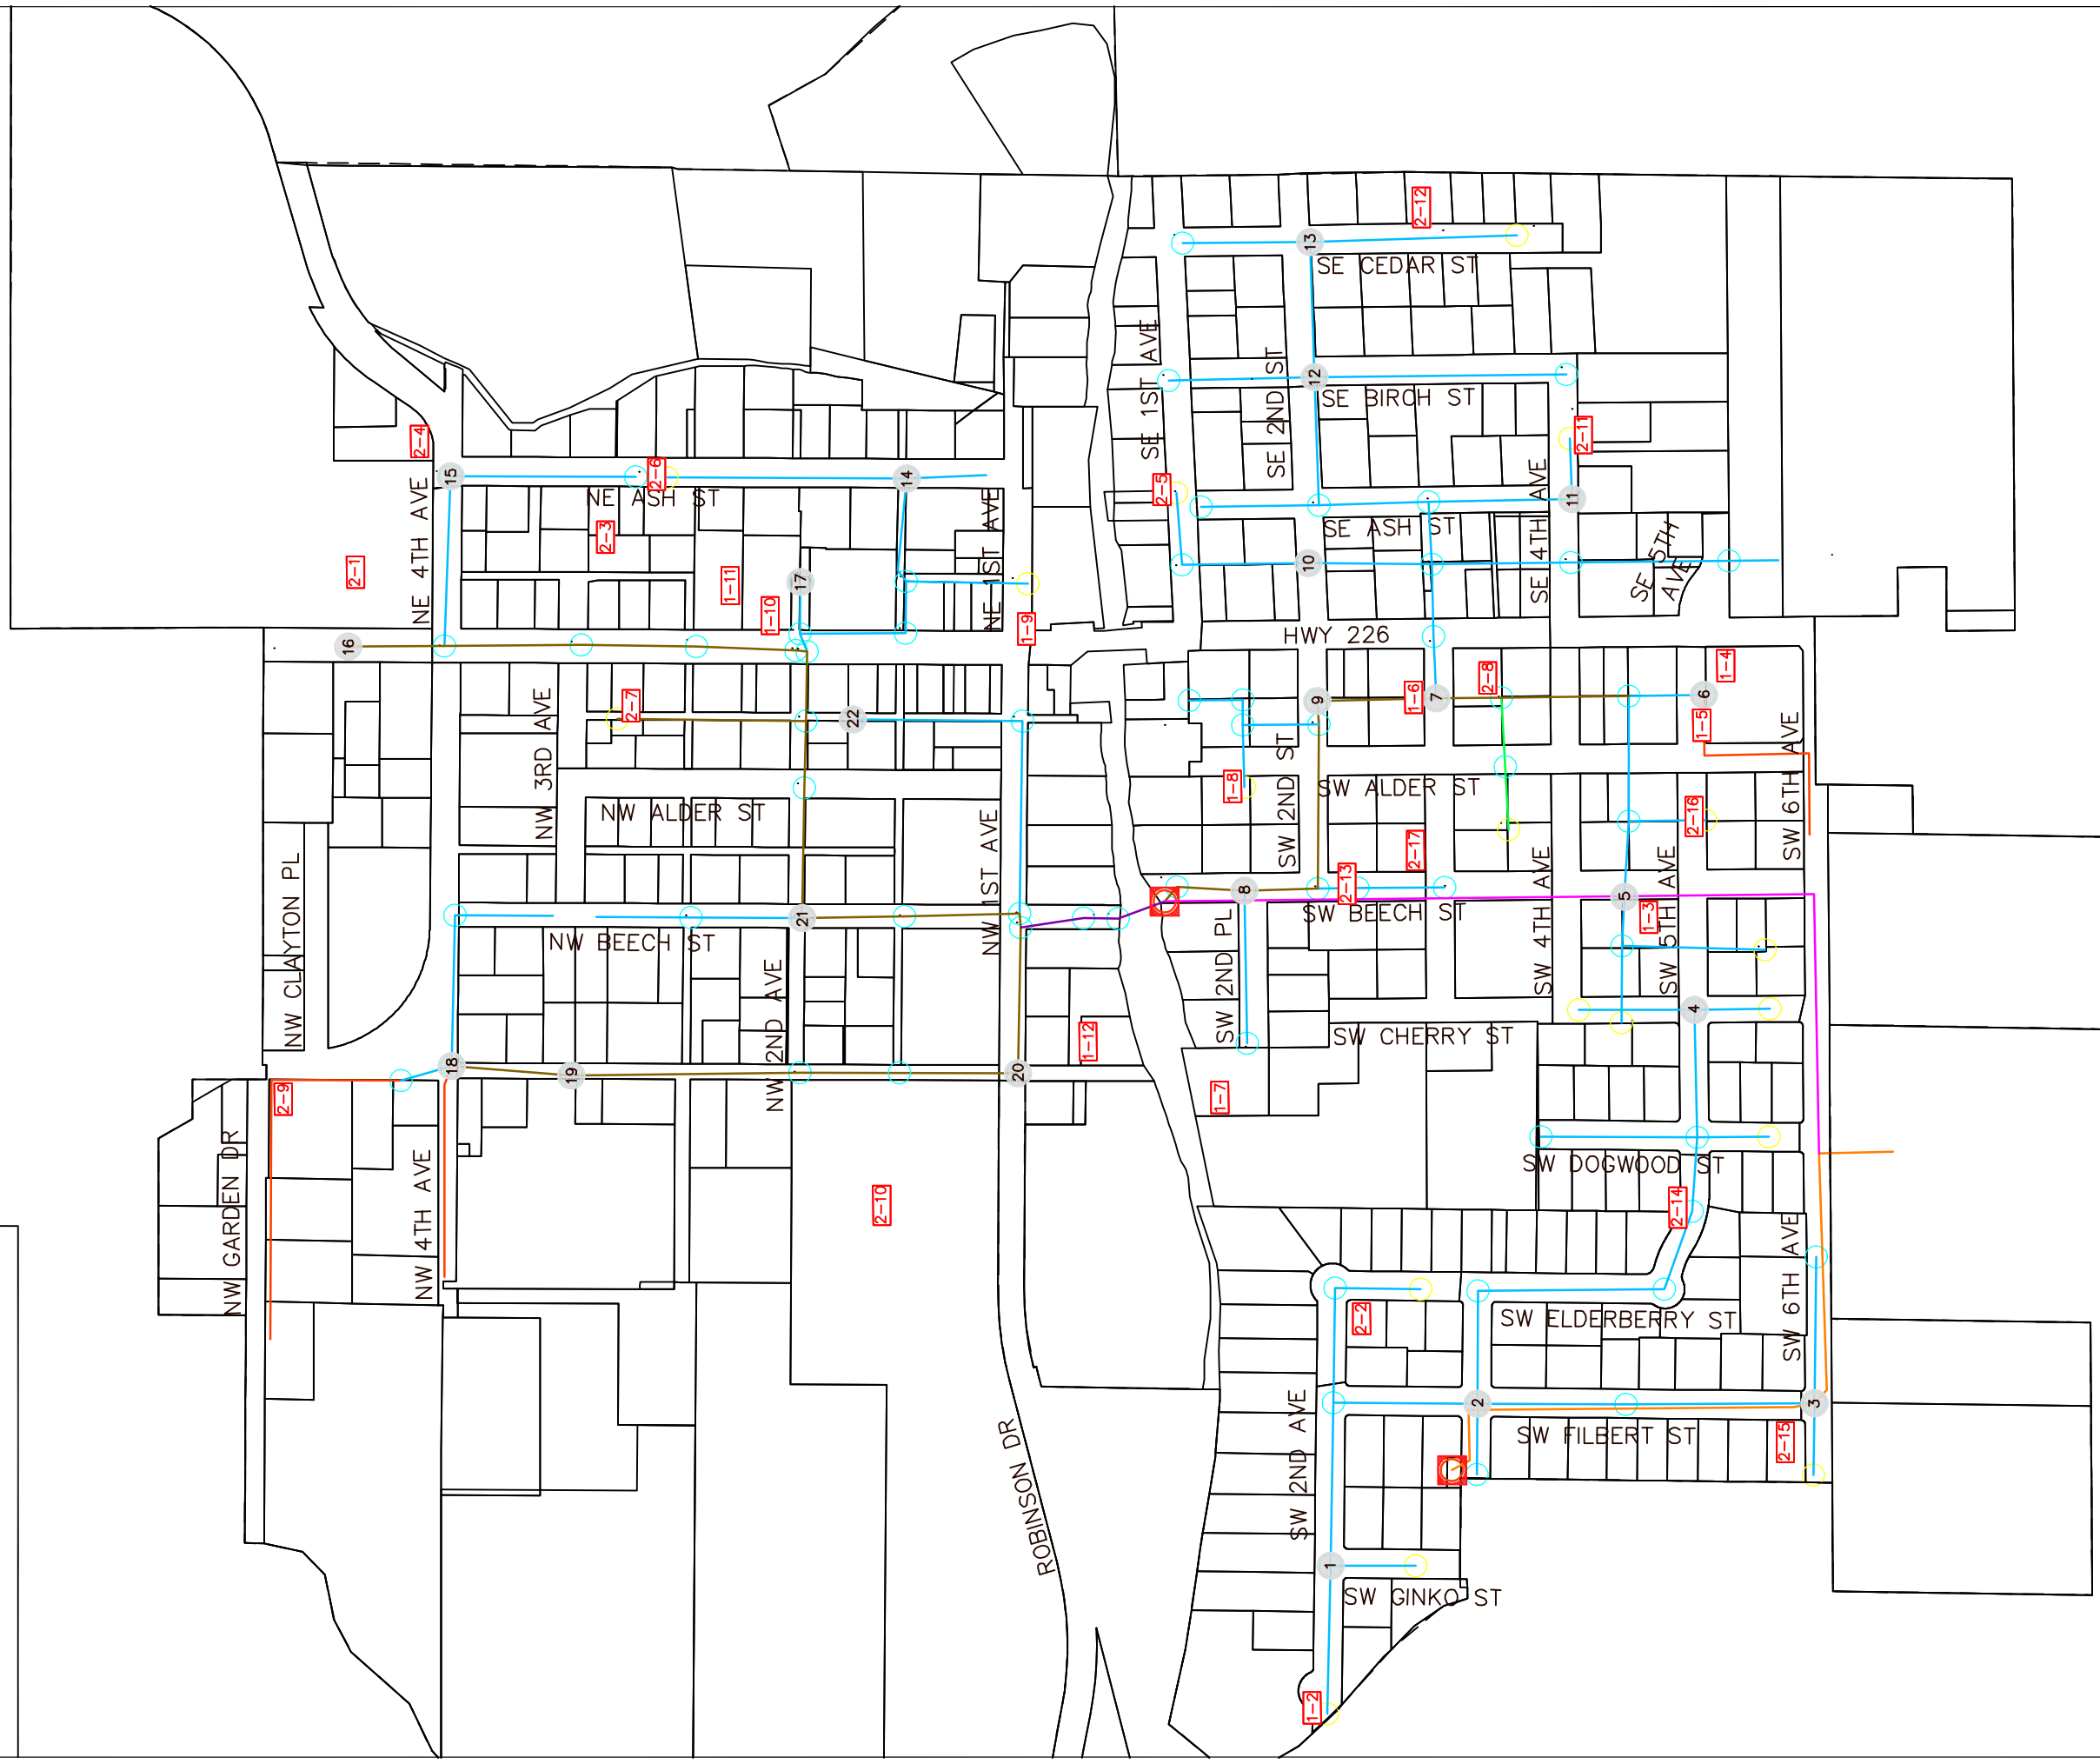 2-12
13
SE CEDAR ST
SE 1ST AVE
SE 2ND ST
12
SE BIRCH ST
2-4
2-11
15
2-6
14
2-5
NE ASH ST
11
NE 4TH AVE
NE 1ST AVE
SE ASH ST
SE 4TH AVE
2-3
SE 5TH
AVE
2-1
1-11
17
10
1-10
1-9
HWY 226
16
1-4
2-8
1-6
7
6
9
NW 3RD AVE
2-7
22
1-5
SW 6TH AVE
SW 2ND ST
1-8
SW ALDER ST
NW ALDER ST
2-16
2-17
NW 1ST AVE
SW 4TH AVE
SW 5TH AVE
2-13
8
5
NW CLAYTON PL
21
SW BEECH ST
1-3
NW BEECH ST
NW 2ND AVE
SW 2ND PL
4
1-12
SW CHERRY ST
18
19
20
2-9
1-7
NW GARDEN DR
NW 4TH AVE
SW DOGWOOD ST
2-10
2-14
SW 6TH AVE
2-2
SW ELDERBERRY ST
2
3
SW 2ND AVE
SW FILBERT ST
2-15
ROBINSON DR
1
SW GINKO ST
1-2